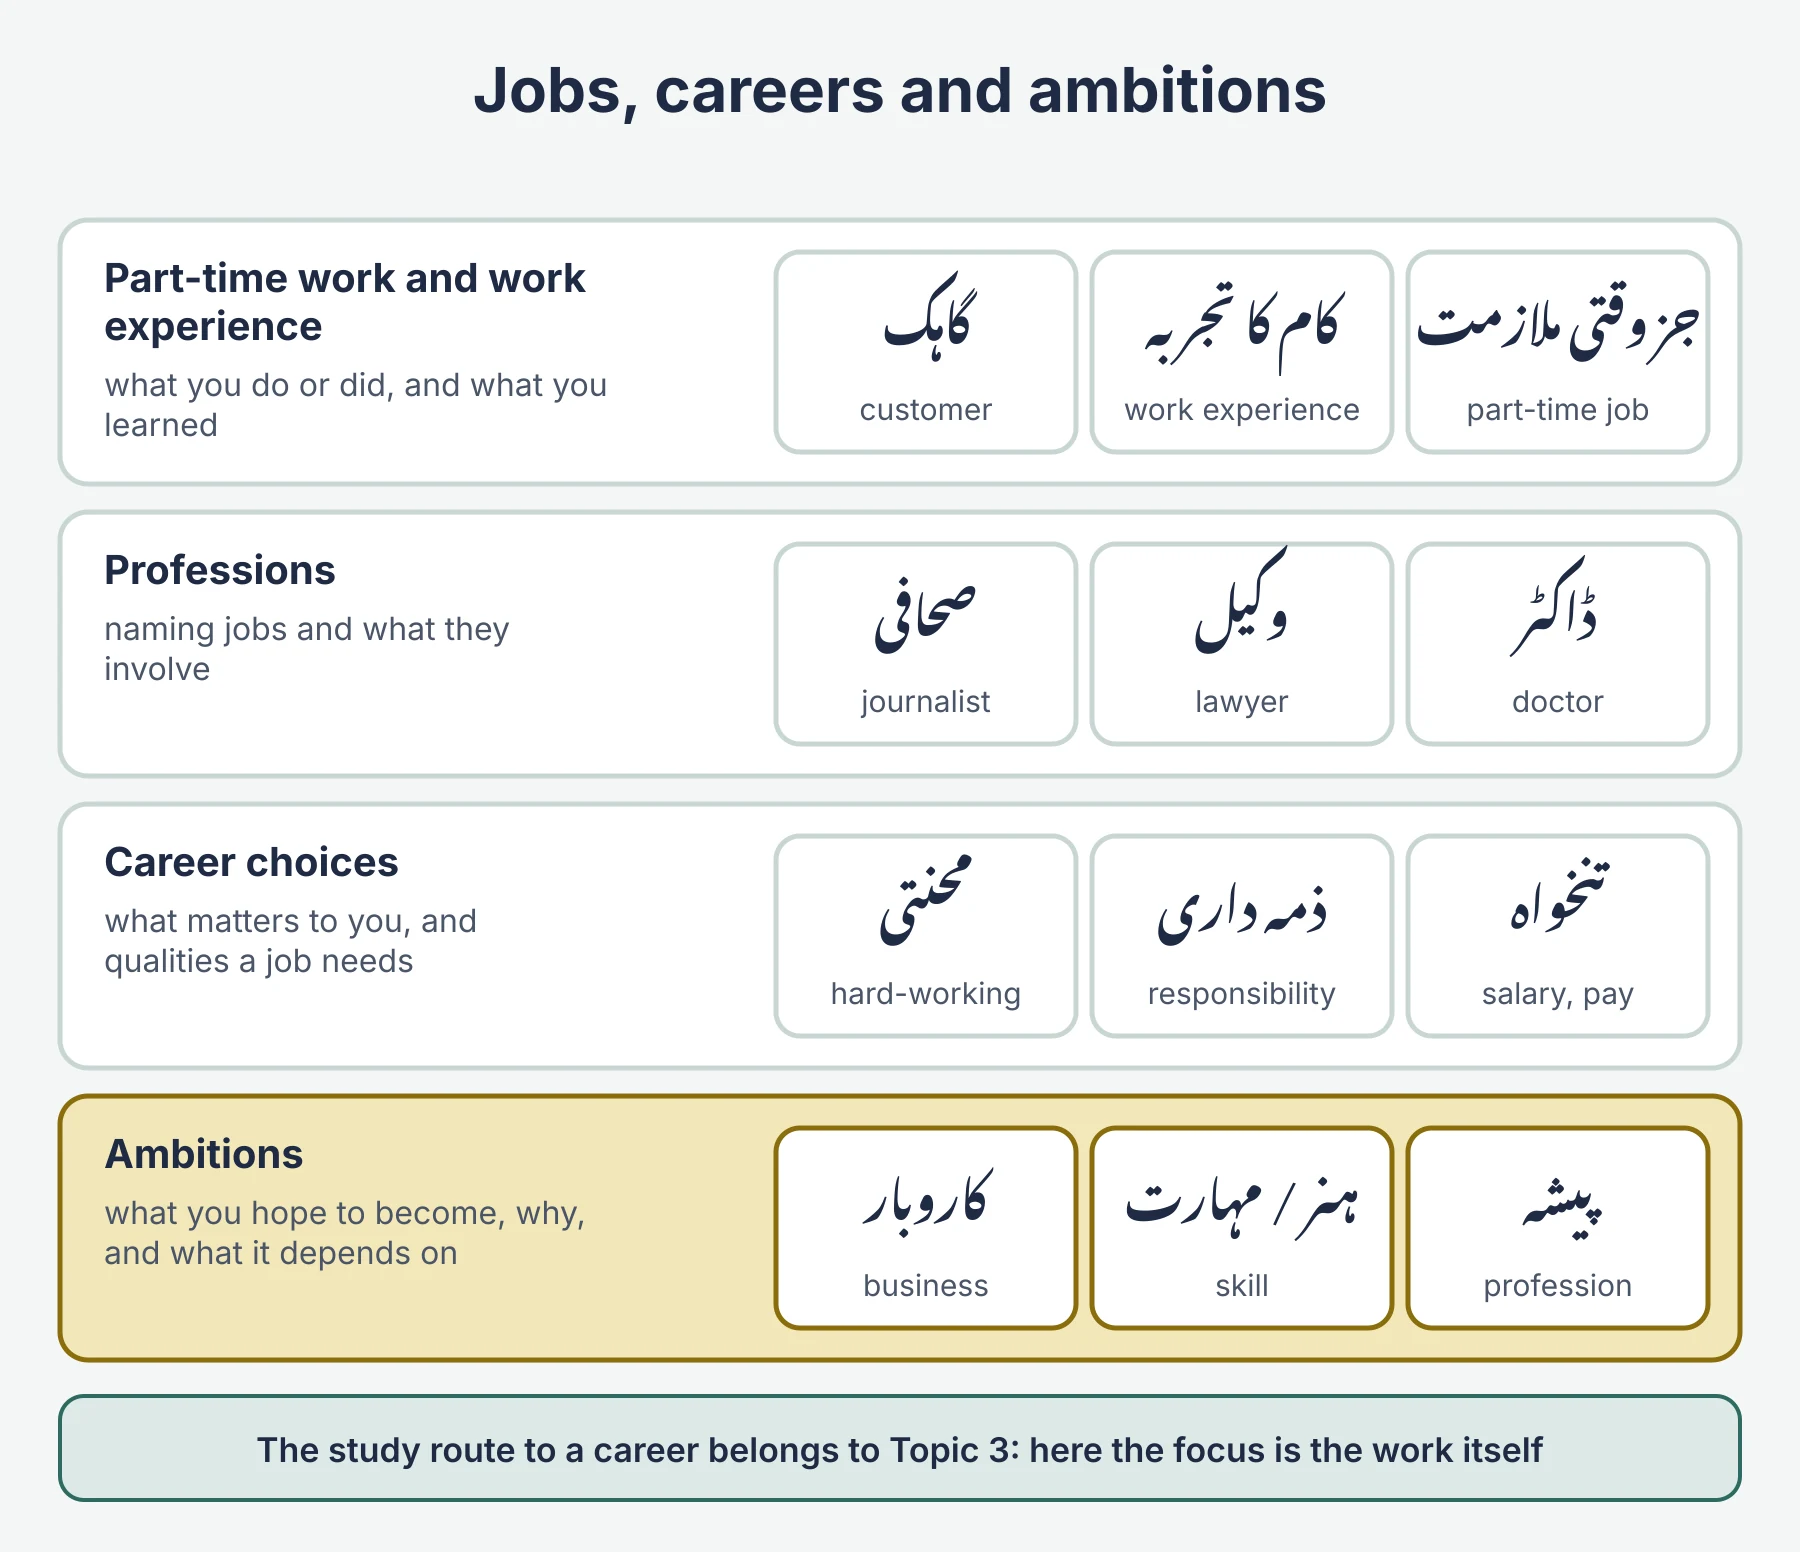 Jobs, careers and ambitions
Part-time work and work
experience
what you do or did, and what you
learned
گاہک
customer
کام کا تجربہ
work experience
جز وقتی ملازمت
part-time job
Professions
naming jobs and what they
involve
صحافی
journalist
وکیل
lawyer
ڈاکٹر
doctor
Career choices
what matters to you, and
qualities a job needs
محنتی
hard-working
ذمہ داری
responsibility
تنخواہ
salary, pay
Ambitions
what you hope to become, why,
and what it depends on
کاروبار
business
ہنر / مہارت
skill
پیشہ
profession
The study route to a career belongs to Topic 3: here the focus is the work itself